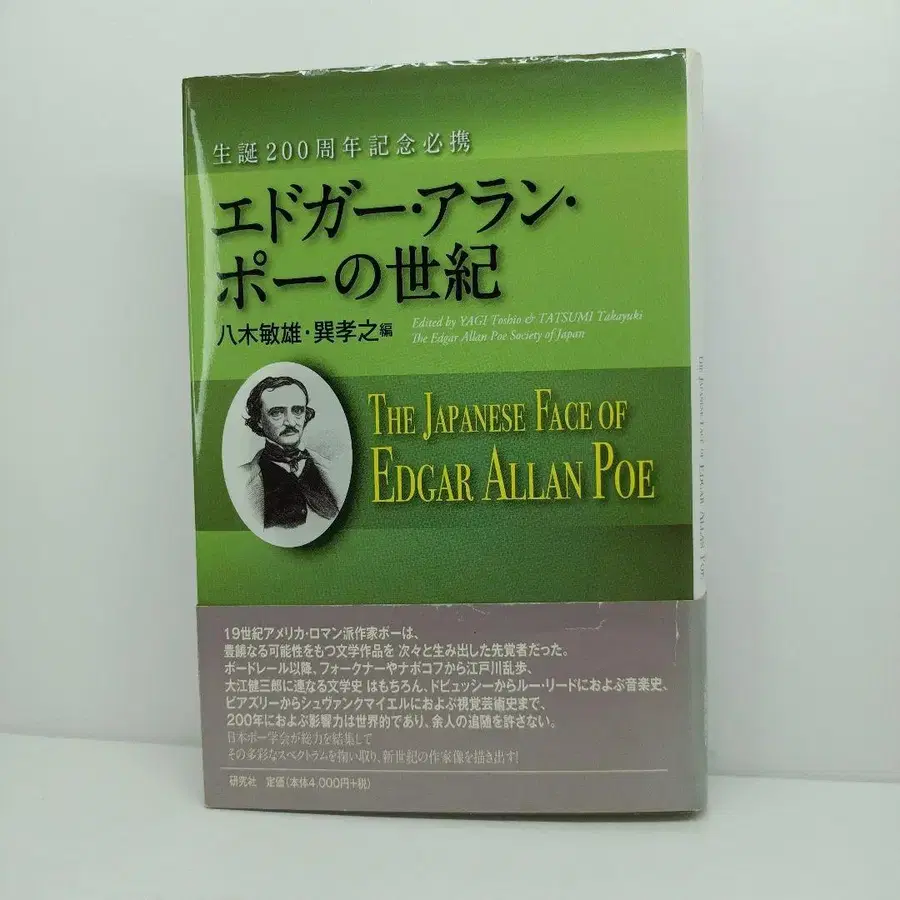 生誕200周年記念必携
エドガー・アラン・
ポーの世紀
八木敏雄・巽孝之編
Edited by YAGI Toshio & TATSUMI Takayuki
The Edgar Allan Poe Society of Japan
THE JAPANESE FACE OF
EDGAR ALLAN POE
19世紀アメリカ・ロマン派作家ポーは、
豊饒なる可能性をもつ文学作品を 次々と生み出した先覚者だった。
ボードレール以降、フォークナーやナボコフから江戸川乱歩、
大江健三郎に連なる文学史 はもちろん、ドビュッシーからルー・リードにおよぶ音楽史、
ビアズリーからシュヴァンクマイエルにおよぶ視覚芸術史まで、
200年におよぶ影響力は世界的であり、余人の追随を許さない。
日本ポー学会が総力を結集して
その多彩なスペクトラムを掬い取り、新世紀の作家像を描き出す!
研究社 定価(本体4,000円+税)
THE JAPANESE FACE OF EDGAR ALLAN POE